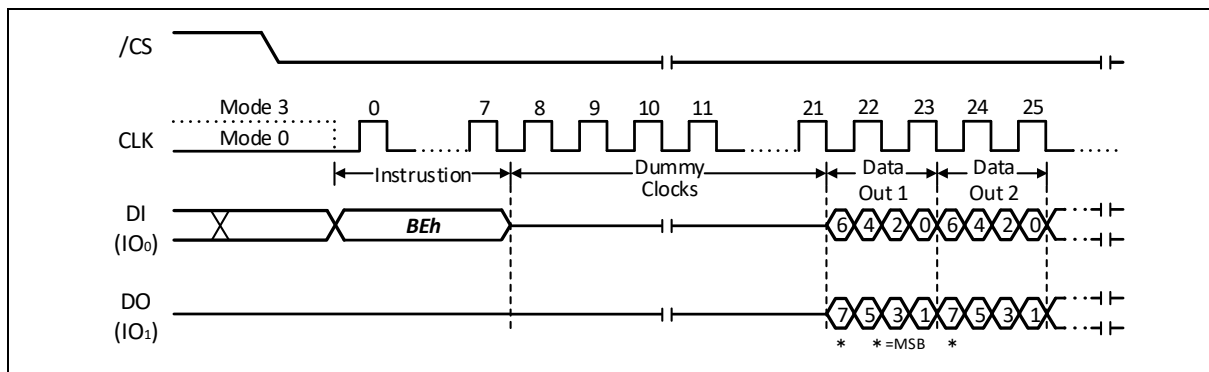 /CS
Mode 3 0 7 8 9 10 11 21 22 23 24 25
CLK Mode 0
Instrustion Dummy Clocks Data Out 1 Data Out 2
DI (IO0) BEh 6 4 2 0 6 4 2 0
DO (IO1) 7 5 3 1 7 5 3 1
* * =MSB *